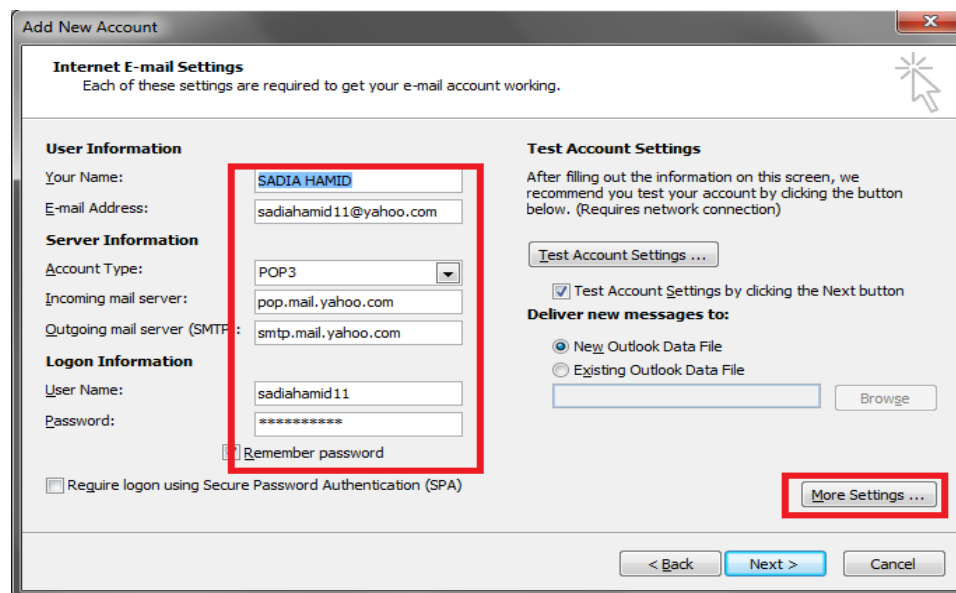 Add New Account
Internet E-mail Settings
Each of these settings are required to get your e-mail account working.
User Information
Your Name: SADIA HAMID
E-mail Address: sadiahamid11@yahoo.com
Server Information
Account Type: POP3
Incoming mail server: pop.mail.yahoo.com
Outgoing mail server (SMTP): smtp.mail.yahoo.com
Logon Information
User Name: sadiahamid11
Password: **********
Remember password
Require logon using Secure Password Authentication (SPA)
Test Account Settings
After filling out the information on this screen, we
recommend you test your account by clicking the button
below. (Requires network connection)
Test Account Settings ...
Test Account Settings by clicking the Next button
Deliver new messages to:
New Outlook Data File
Existing Outlook Data File
Browse
More Settings ...
< Back
Next >
Cancel